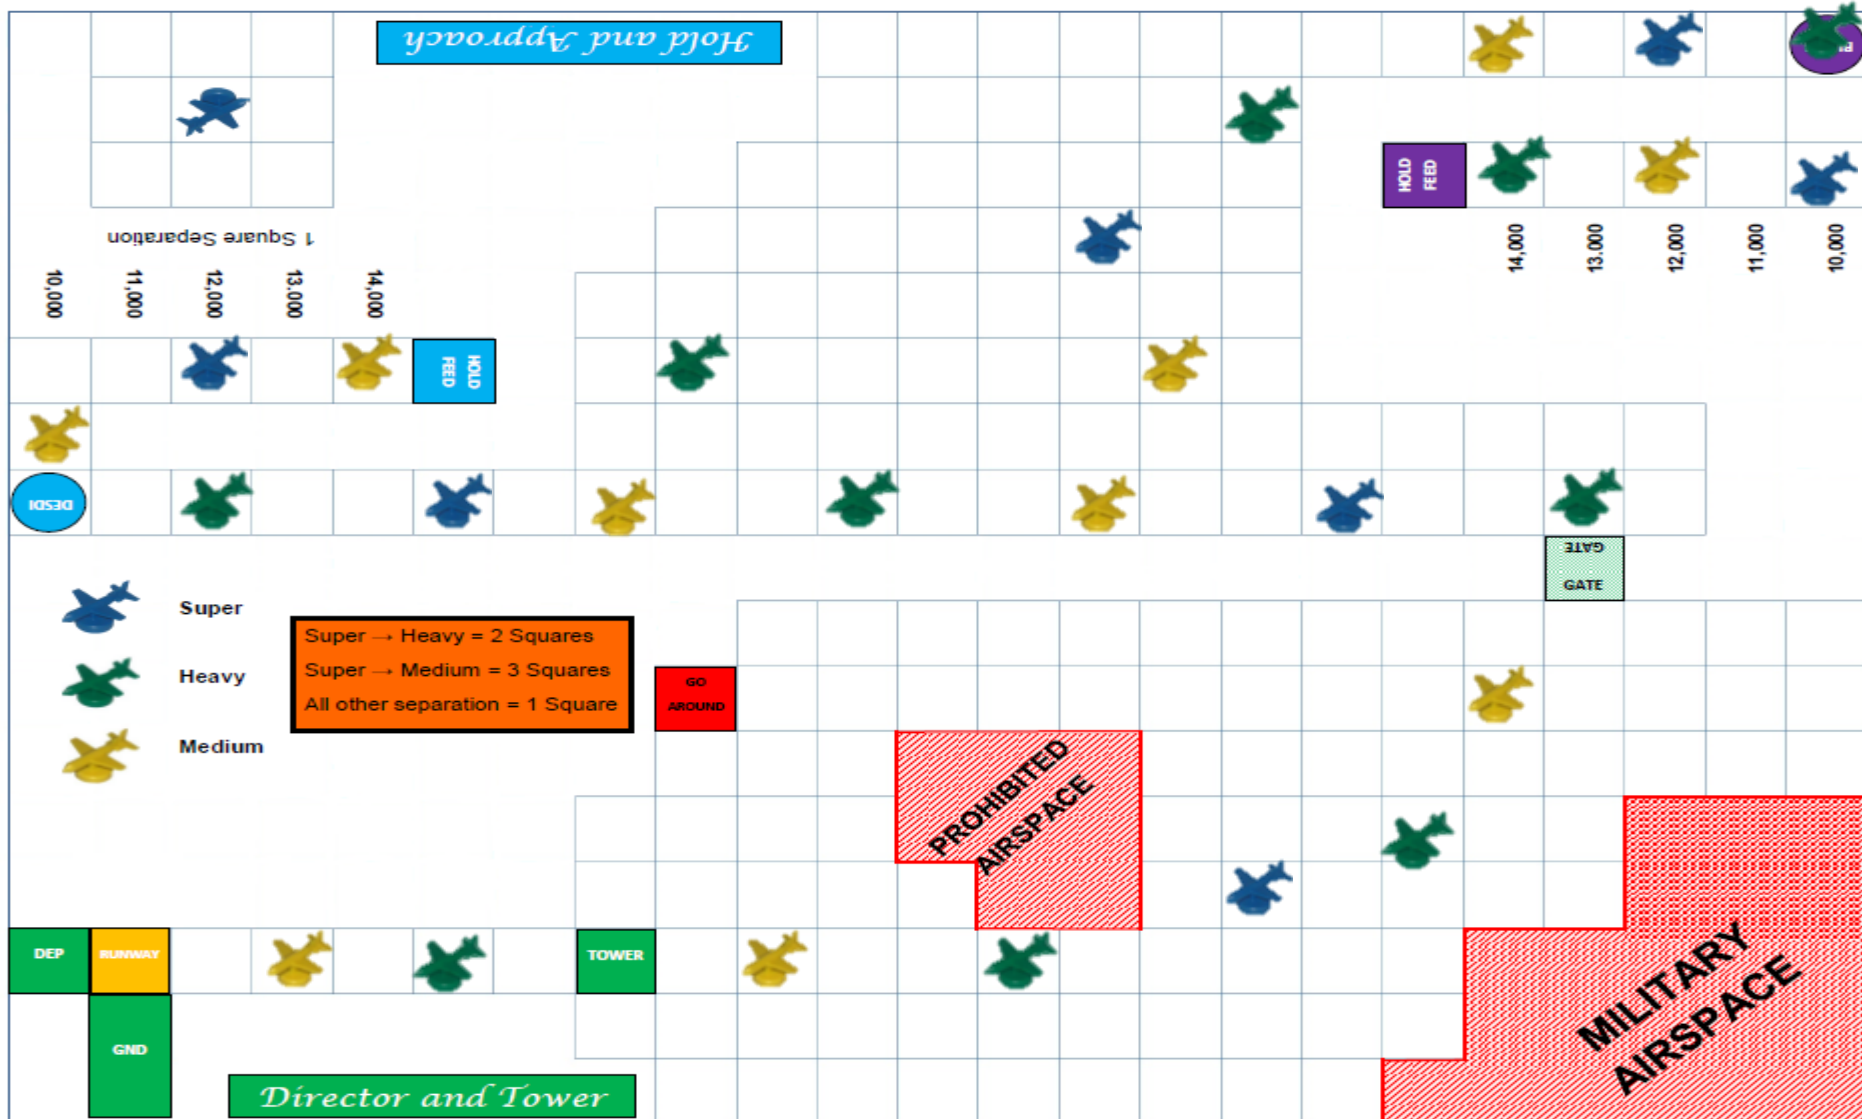 Hold and Approach
HOLD
FEED
1 Square Separation
10,000
11,000
12,000
13.000
14,000
14,000
13.000
12,000
11,000
10,000
HOLD
FEED
DESDI
GATE
GATE
Super
Heavy
Medium
Super → Heavy = 2 Squares
Super → Medium = 3 Squares
All other separation = 1 Square
GO
AROUND
PROHIBITED
AIRSPACE
DEP
RUNWAY
TOWER
GND
MILITARY
AIRSPACE
Director and Tower